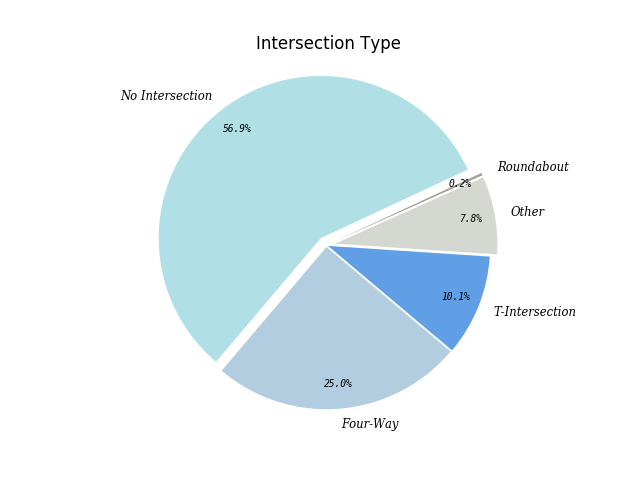 Intersection Type
No Intersection
56.9%
Roundabout
0.2%
Other
7.8%
10.1%
T-Intersection
25.0%
Four-Way